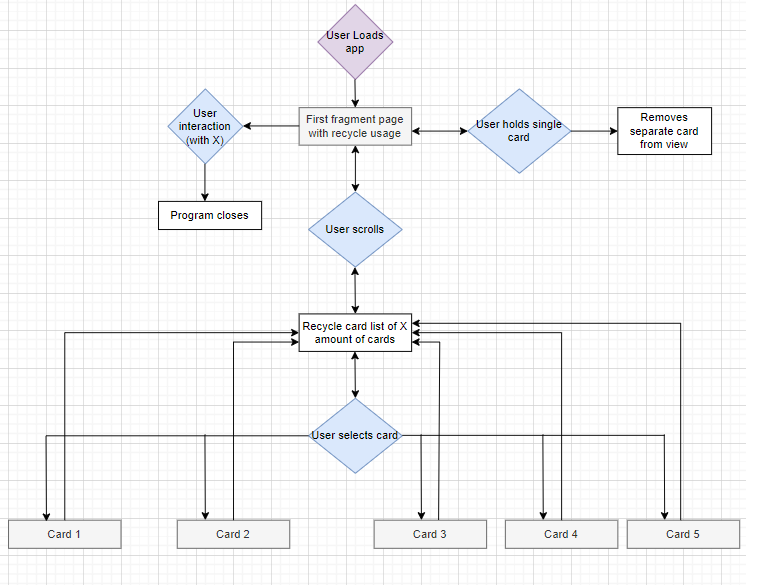 User Loads
app
User
interaction
(with X)
First fragment page
with recycle usage
User holds single
card
Removes
separate card
from view
Program closes
User scrolls
Recycle card list of X
amount of cards
User selects card
Card 1
Card 2
Card 3
Card 4
Card 5